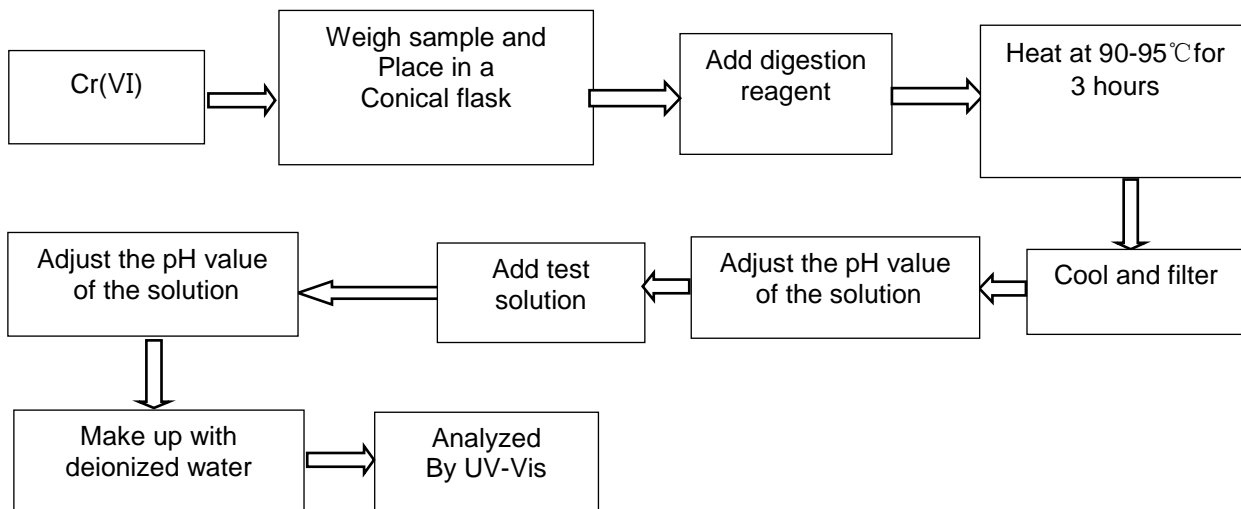 Cr(VI)
Weigh sample and
Place in a
Conical flask
Add digestion
reagent
Heat at 90-95℃for
3 hours
Cool and filter
Adjust the pH value
of the solution
Add test
solution
Adjust the pH value
of the solution
Make up with
deionized water
Analyzed
By UV-Vis